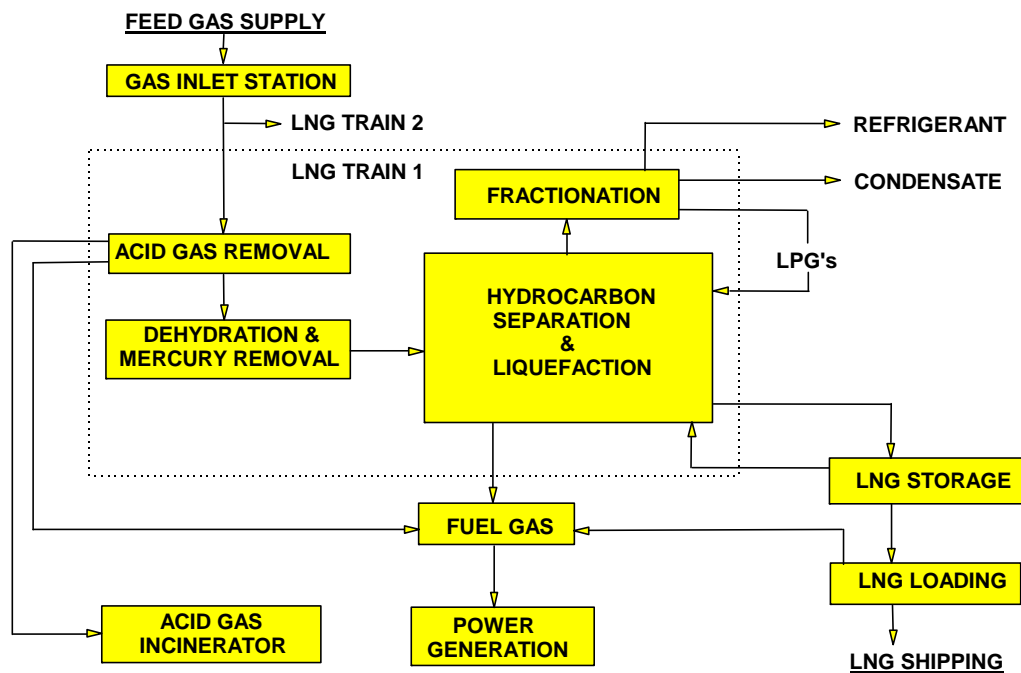 FEED GAS SUPPLY
GAS INLET STATION
LNG TRAIN 2
REFRIGERANT
LNG TRAIN 1
FRACTIONATION
CONDENSATE
ACID GAS REMOVAL
LPG's
HYDROCARBON
SEPARATION
&
LIQUEFACTION
DEHYDRATION &
MERCURY REMOVAL
LNG STORAGE
FUEL GAS
LNG LOADING
ACID GAS
INCINERATOR
POWER
GENERATION
LNG SHIPPING